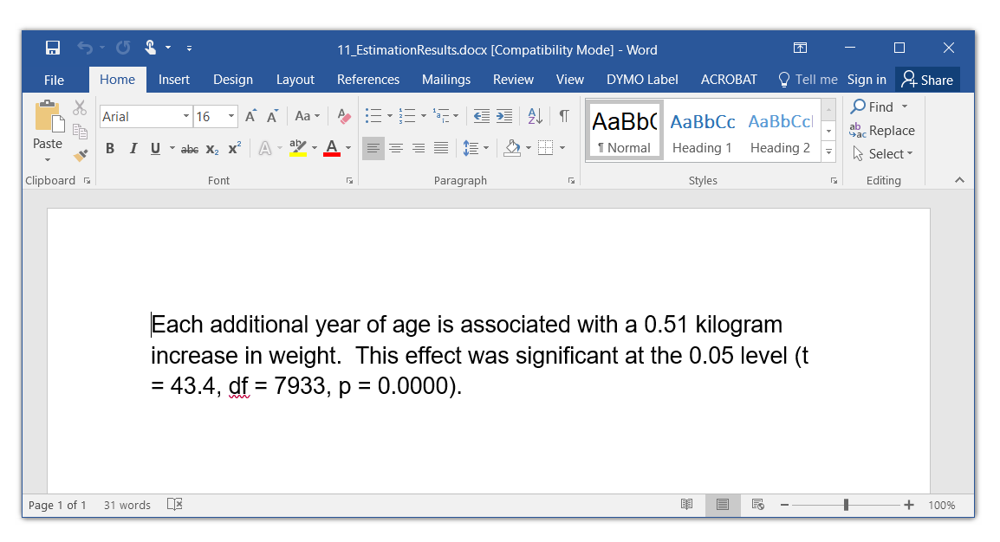 11_EstimationResults.docx [Compatibility Mode] - Word
File Home Insert Design Layout References Mailings Review View DYMO Label ACROBAT Tell me Sign in Share
Paste
Clipboard
Arial 16 A A Aa A
B I U abc X₂ X² A ab A
Font
A Z ¶
Paragraph
AaBbC AaBbCc AaBbCc
¶ Normal Heading 1 Heading 2
Styles
Find
ab ac Replace
Select
Editing
Each additional year of age is associated with a 0.51 kilogram
increase in weight.  This effect was significant at the 0.05 level (t
= 43.4, df = 7933, p = 0.0000).
Page 1 of 1 31 words 100%